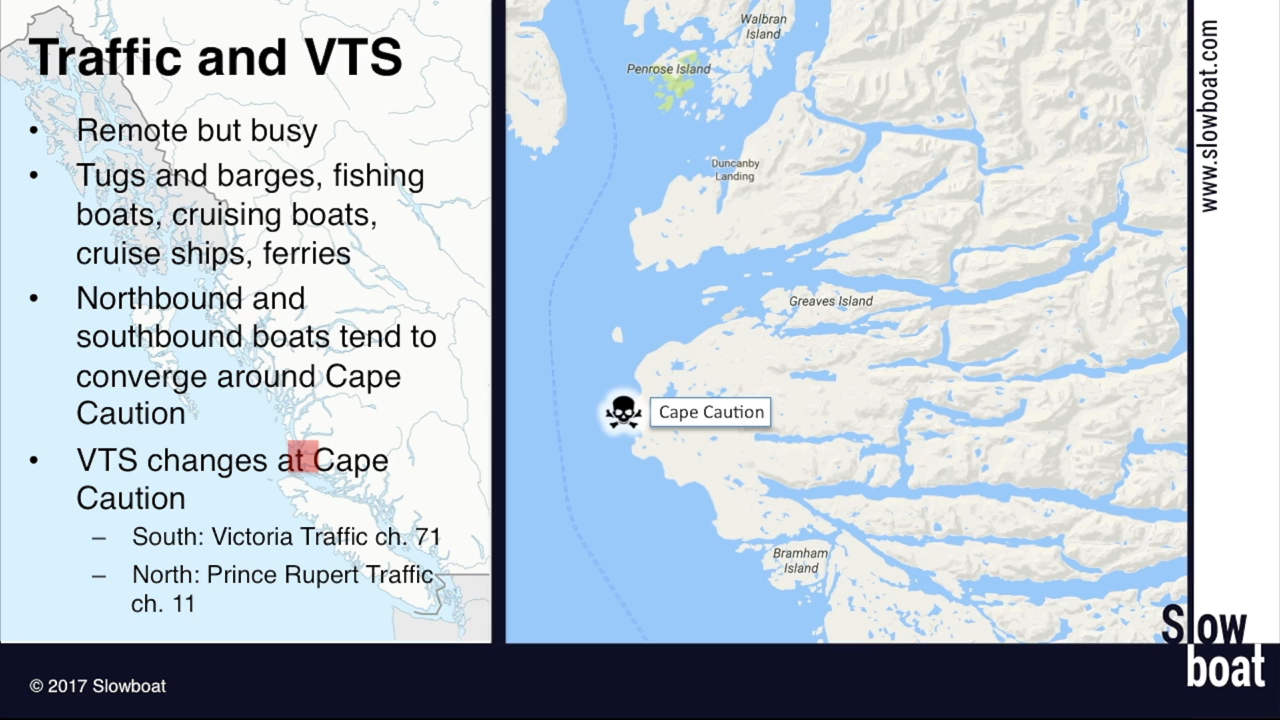 Traffic and VTS
• Remote but busy
• Tugs and barges, fishing
boats, cruising boats,
cruise ships, ferries
• Northbound and
southbound boats tend to
converge around Cape
Caution
• VTS changes at Cape
Caution
– South: Victoria Traffic ch. 71
– North: Prince Rupert Traffic
ch. 11
Walbran
Island
Penrose Island
Duncanby
Landing
Greaves Island
Cape Caution
Bramham
Island
www.slowboat.com
Slow
boat
© 2017 Slowboat